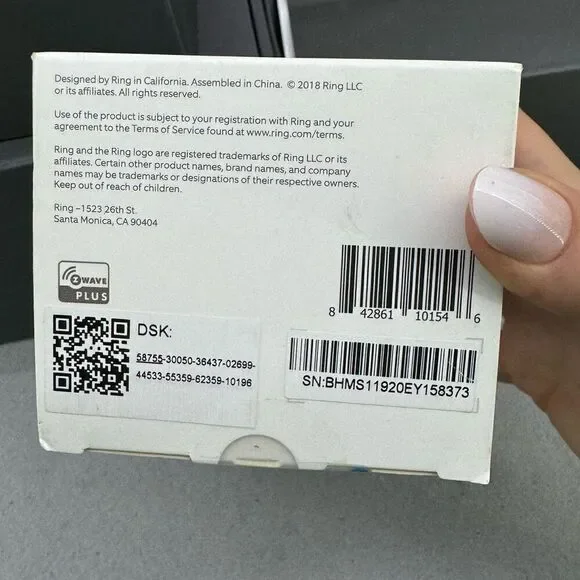 Designed by Ring in California. Assembled in China. © 2018 Ring LLC
or its affiliates. All rights reserved.
Use of the product is subject to your registration with Ring and your
agreement to the Terms of Service found at www.ring.com/terms.
Ring and the Ring logo are registered trademarks of Ring LLC or its
affiliates. Certain other product names, brand names, and company
names may be trademarks or designations of their respective owners.
Keep out of reach of children.
Ring –1523 26th St.
Santa Monica, CA 90404
Z WAVE
PLUS
8 42861 10154 6
DSK:
58755-30050-36437-02699-
44533-55359-62359-10196
SN:BHMS11920EY158373